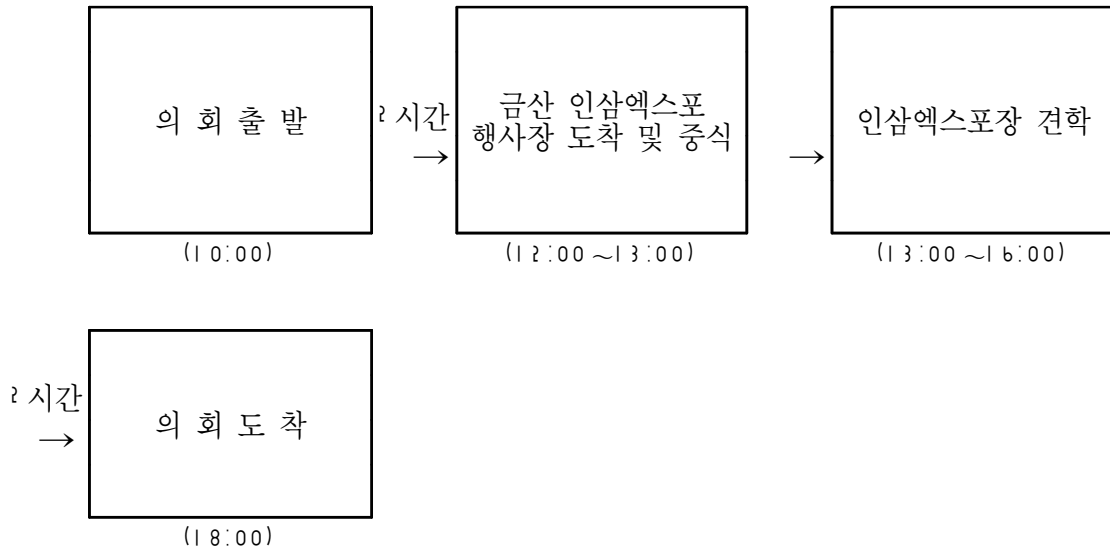 의 회 출 발
2 시간
→
금산 인삼엑스포
행사장 도착 및 중식
→
인삼엑스포장 견학
(10:00)
(12:00 ~13:00)
(13:00 ~16:00)
2 시간
→
의 회 도 착
(18:00)